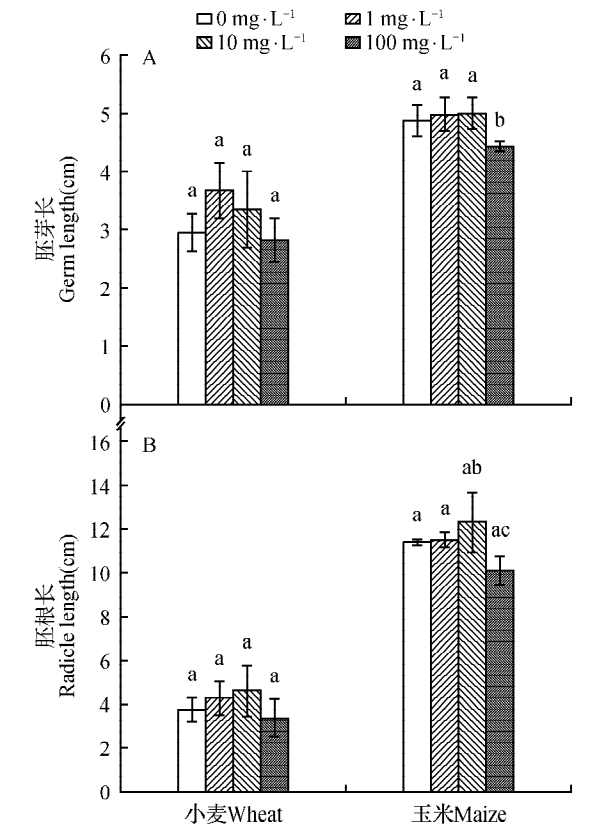 0 mg·L⁻¹ 1 mg·L⁻¹
10 mg·L⁻¹ 100 mg·L⁻¹
A
胚芽长
Germ length(cm)
6
5
4
3
2
1
0
a a a a
a a a b
B
胚根长
Radicle length(cm)
16
14
12
10
8
6
4
2
0
a a a a
a a ab ac
小麦Wheat 玉米Maize